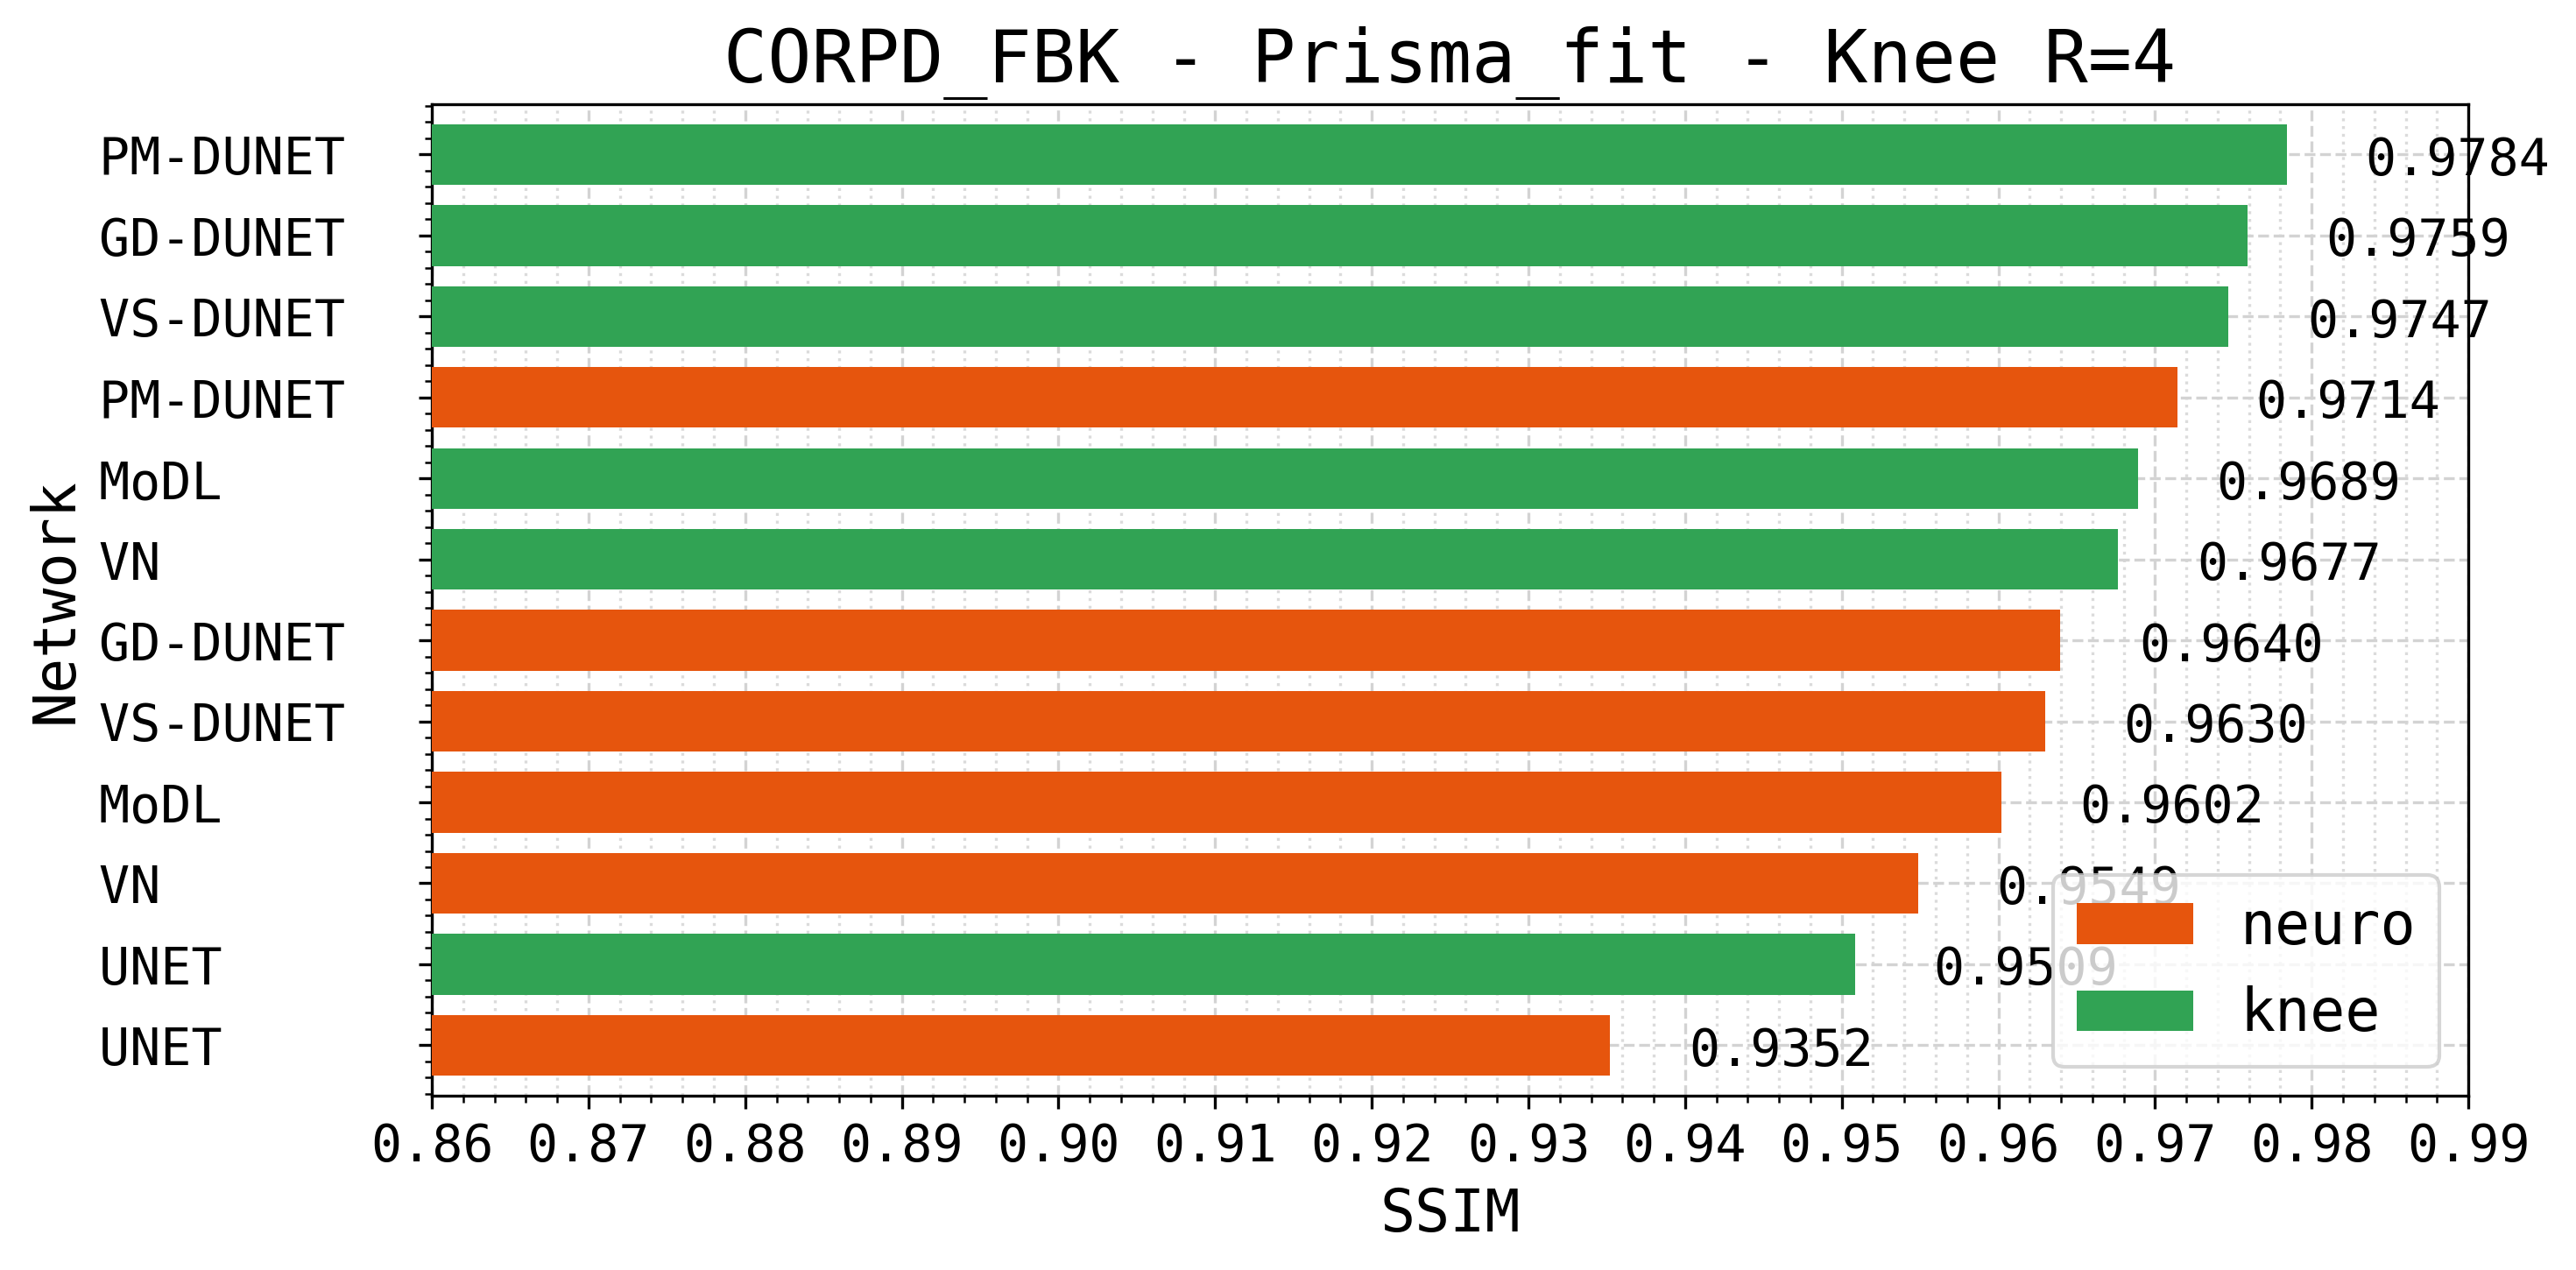 CORPD_FBK - Prisma_fit - Knee R=4
Network
PM-DUNET 0.9784
GD-DUNET 0.9759
VS-DUNET 0.9747
PM-DUNET 0.9714
MoDL 0.9689
VN 0.9677
GD-DUNET 0.9640
VS-DUNET 0.9630
MoDL 0.9602
VN 0.9549
UNET 0.9509
UNET 0.9352
neuro
knee
0.86 0.87 0.88 0.89 0.90 0.91 0.92 0.93 0.94 0.95 0.96 0.97 0.98 0.99
SSIM